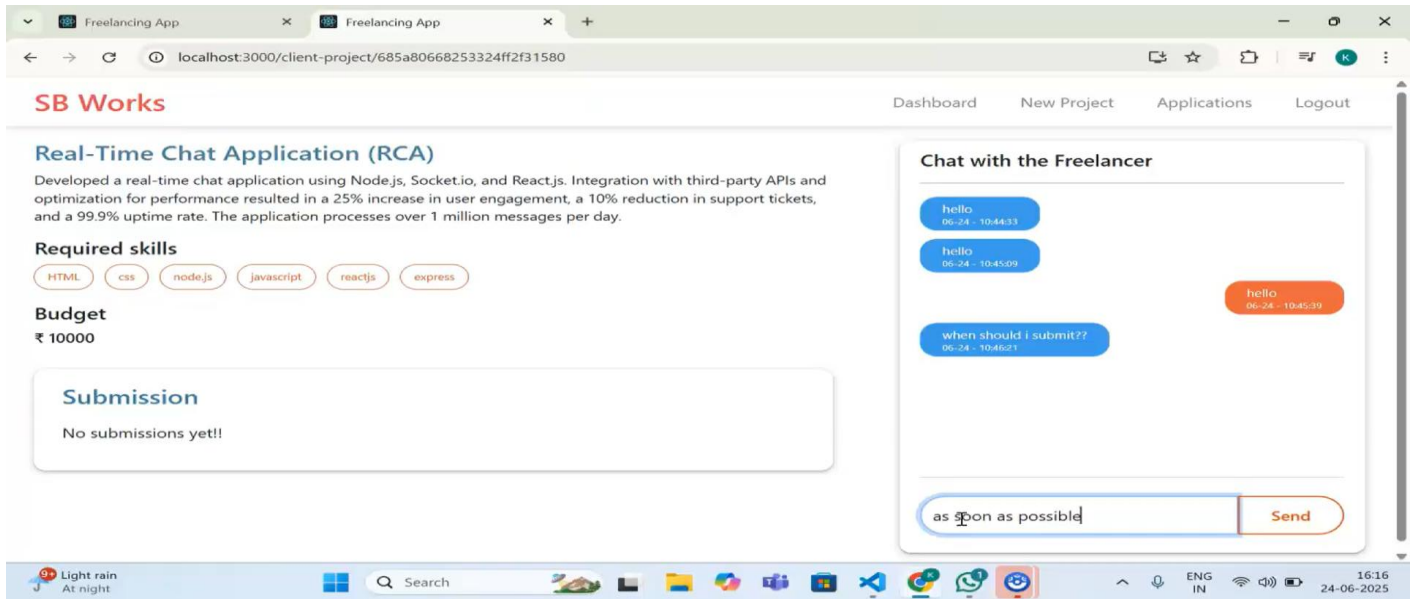 Freelancing App
Freelancing App
localhost:3000/client-project/685a80668253324ff2f31580
K
SB Works
Dashboard New Project Applications Logout
Real-Time Chat Application (RCA)
Developed a real-time chat application using Node.js, Socket.io, and React.js. Integration with third-party APIs and
optimization for performance resulted in a 25% increase in user engagement, a 10% reduction in support tickets,
and a 99.9% uptime rate. The application processes over 1 million messages per day.
Required skills
HTML css node.js javascript reactjs express
Budget
₹ 10000
Submission
No submissions yet!!
Chat with the Freelancer
hello
06-24 - 10:44:33
hello
06-24 - 10:45:09
hello
06-24 - 10:45:39
when should i submit??
06-24 - 10:46:21
as soon as possible
Send
9+
Light rain
At night
Search
1
ENG
IN
16:16
24-06-2025